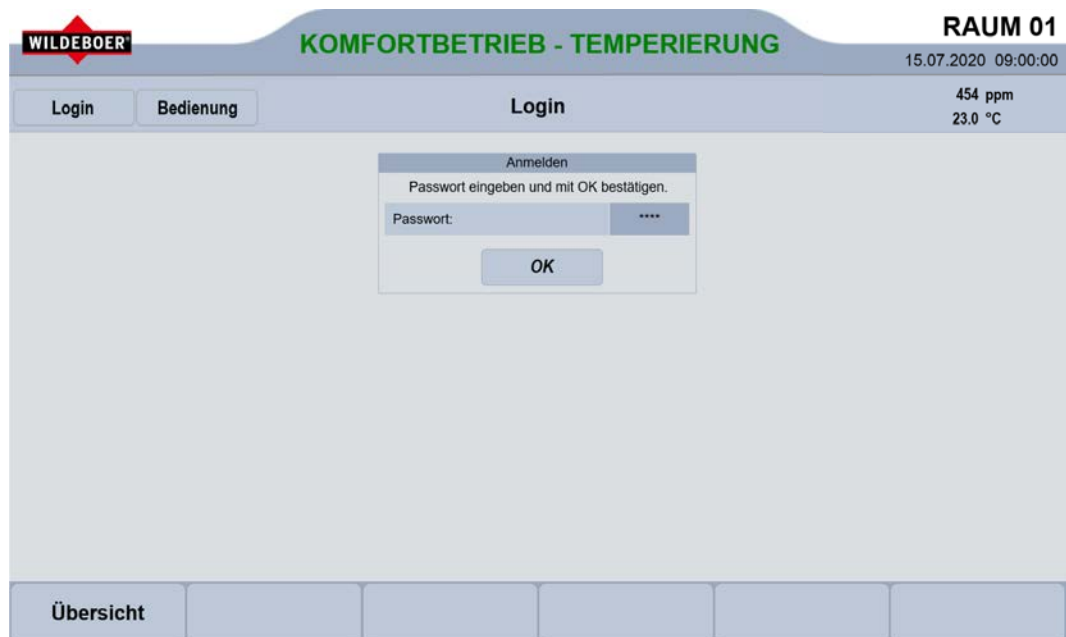 WILDEBOER®
KOMFORTBETRIEB - TEMPERIERUNG
RAUM 01
15.07.2020 09:00:00
Login
Bedienung
Login
454 ppm
23.0 °C
Anmelden
Passwort eingeben und mit OK bestätigen.
Passwort: ****
OK
Übersicht